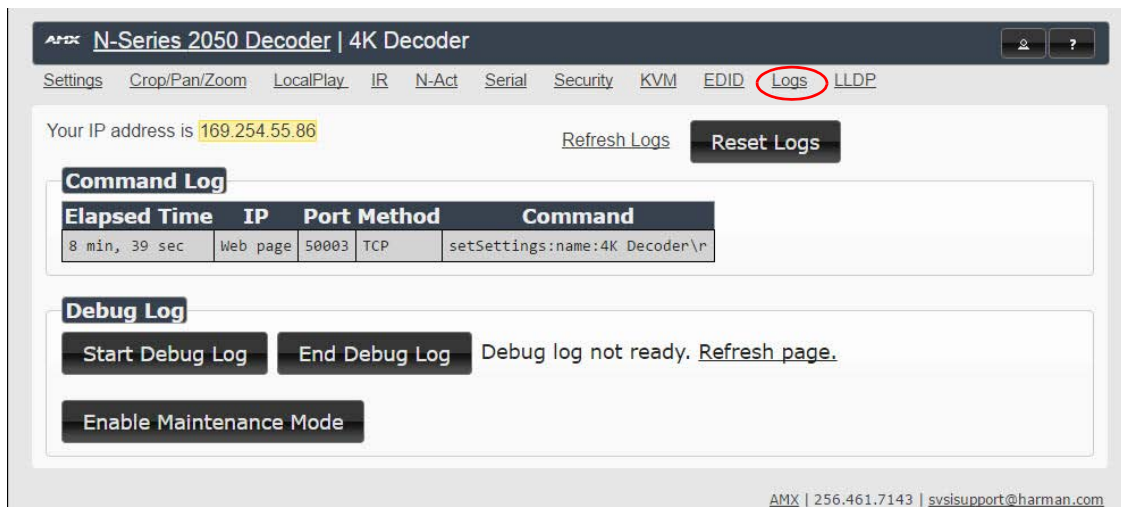 AMX N-Series 2050 Decoder | 4K Decoder ?
Settings Crop/Pan/Zoom LocalPlay IR N-Act Serial Security KVM EDID Logs LLDP
Your IP address is 169.254.55.86 Refresh Logs Reset Logs
Command Log
Elapsed Time IP Port Method Command
8 min, 39 sec Web page 50003 TCP setSettings:name:4K Decoder\r
Debug Log
Start Debug Log End Debug Log Debug log not ready. Refresh page.
Enable Maintenance Mode
AMX | 256.461.7143 | svsisupport@harman.com